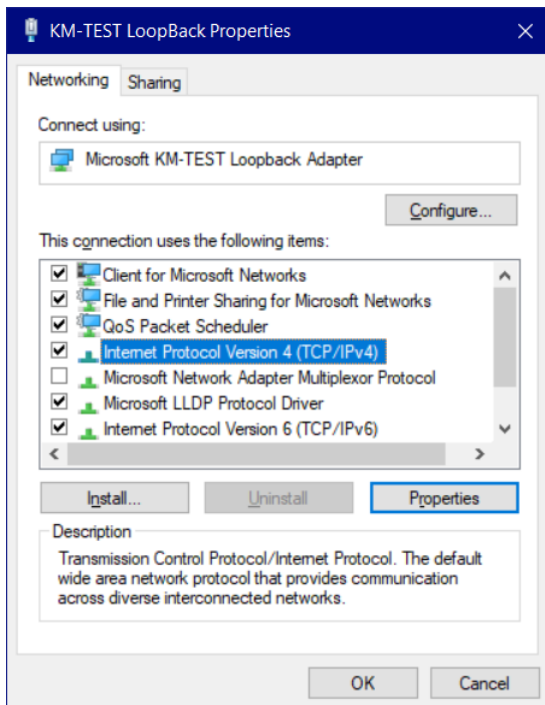 KM-TEST LoopBack Properties
Networking
Sharing
Connect using:
Microsoft KM-TEST Loopback Adapter
Configure...
This connection uses the following items:
Client for Microsoft Networks
File and Printer Sharing for Microsoft Networks
QoS Packet Scheduler
Internet Protocol Version 4 (TCP/IPv4)
Microsoft Network Adapter Multiplexor Protocol
Microsoft LLDP Protocol Driver
Internet Protocol Version 6 (TCP/IPv6)
Install...
Uninstall
Properties
Description
Transmission Control Protocol/Internet Protocol. The default
wide area network protocol that provides communication
across diverse interconnected networks.
OK
Cancel